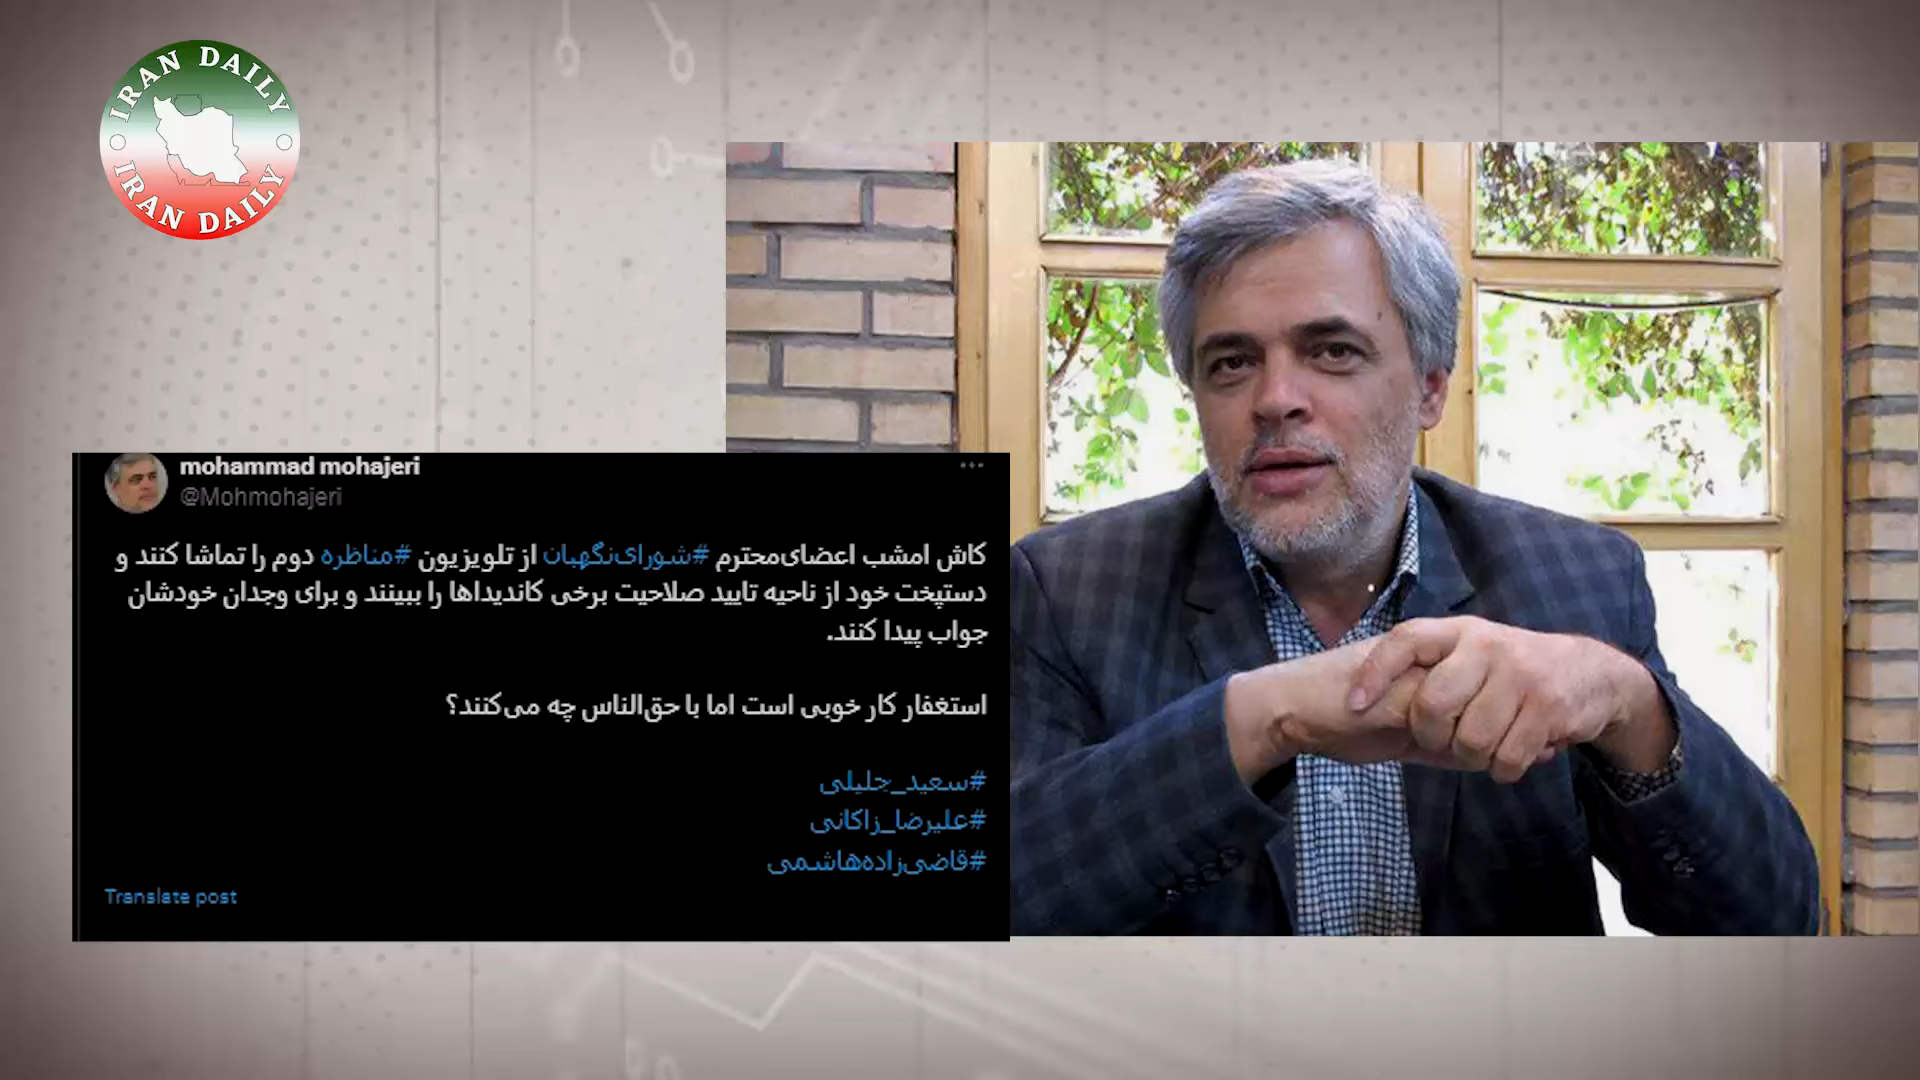 IRAN DAILY
IRAN DAILY
mohammad mohajeri
@Mohmohajeri
کاش امشب اعضای‌محترم #شورای‌نگهبان از تلویزیون #مناظره دوم را تماشا کنند و
دستپخت خود از ناحیه تایید صلاحیت برخی کاندیداها را ببینند و برای وجدان خودشان
جواب پیدا کنند.
استغفار کار خوبی است اما با حق‌الناس چه می‌کنند؟
#سعید_جلیلی
#علیرضا_زاکانی
#قاضی‌زاده‌هاشمی
Translate post